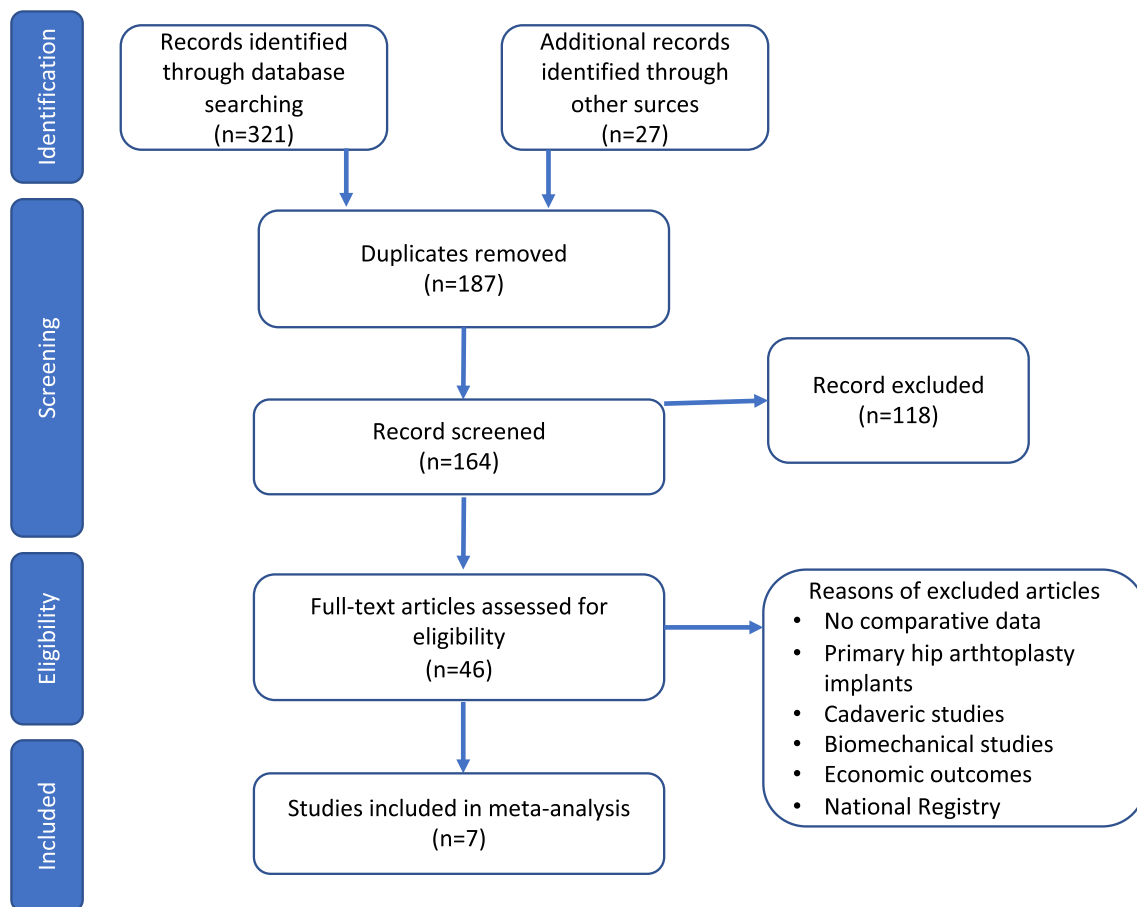 Identification
Records identified
through database
searching
(n=321)
Additional records
identified through
other surces
(n=27)
Screening
Duplicates removed
(n=187)
Record screened
(n=164)
Record excluded
(n=118)
Eligibility
Full-text articles assessed for
eligibility
(n=46)
Reasons of excluded articles
• No comparative data
• Primary hip arthtoplasty
implants
• Cadaveric studies
• Biomechanical studies
• Economic outcomes
• National Registry
Included
Studies included in meta-analysis
(n=7)